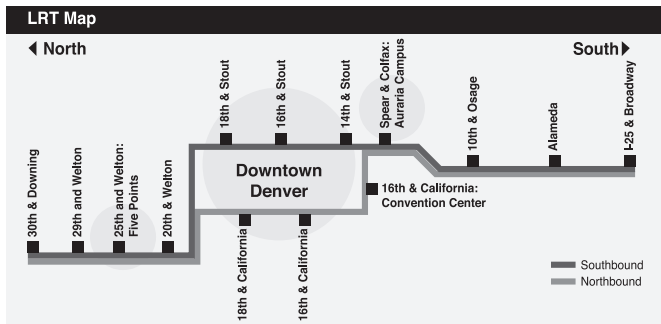 LRT Map
North
South
30th & Downing
29th and Welton
25th and Welton:
Five Points
20th & Welton
18th & Stout
16th & Stout
14th & Stout
Spear & Colfax:
Auraria Campus
10th & Osage
Alameda
I-25 & Broadway
Downtown
Denver
16th & California:
Convention Center
18th & California
16th & California
Southbound
Northbound